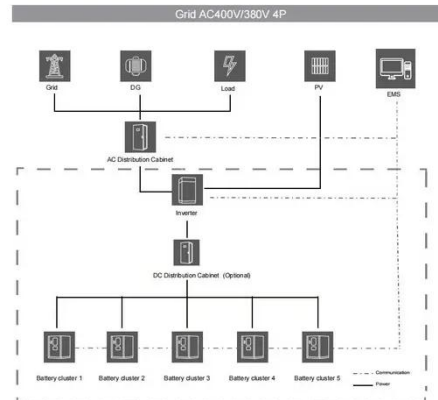 Grid AC400V/380V 4P
Grid
DG
Load
PV
EMS
AC Distribution Cabinet
Inverter
DC Distribution Cabinet (Optional)
Battery cluster 1
Battery cluster 2
Battery cluster 3
Battery cluster 4
Battery cluster 5
Communication
Power